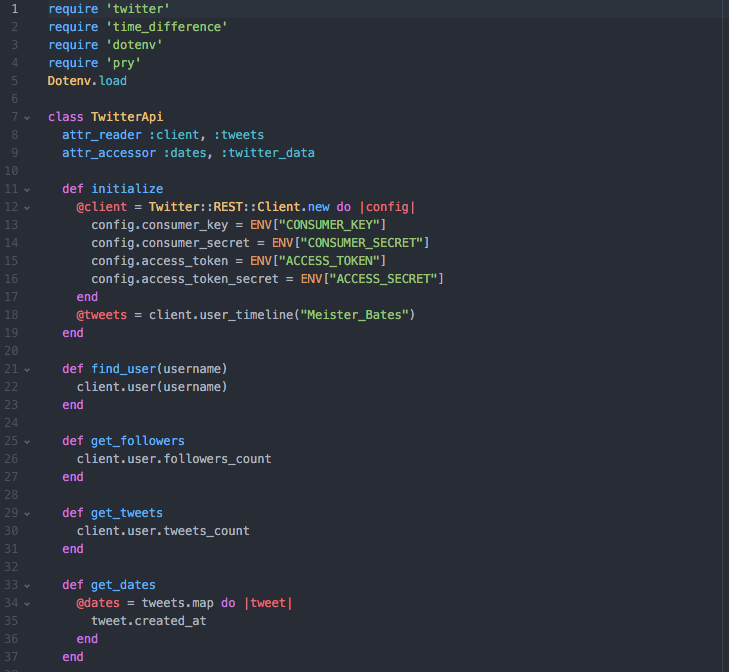 1 require 'twitter'
2 require 'time_difference'
3 require 'dotenv'
4 require 'pry'
5 Dotenv.load
6
7 class TwitterApi
8   attr_reader :client, :tweets
9   attr_accessor :dates, :twitter_data
10
11   def initialize
12     @client = Twitter::REST::Client.new do |config|
13       config.consumer_key = ENV["CONSUMER_KEY"]
14       config.consumer_secret = ENV["CONSUMER_SECRET"]
15       config.access_token = ENV["ACCESS_TOKEN"]
16       config.access_token_secret = ENV["ACCESS_SECRET"]
17     end
18     @tweets = client.user_timeline("Meister_Bates")
19   end
20
21   def find_user(username)
22     client.user(username)
23   end
24
25   def get_followers
26     client.user.followers_count
27   end
28
29   def get_tweets
30     client.user.tweets_count
31   end
32
33   def get_dates
34     @dates = tweets.map do |tweet|
35       tweet.created_at
36     end
37   end